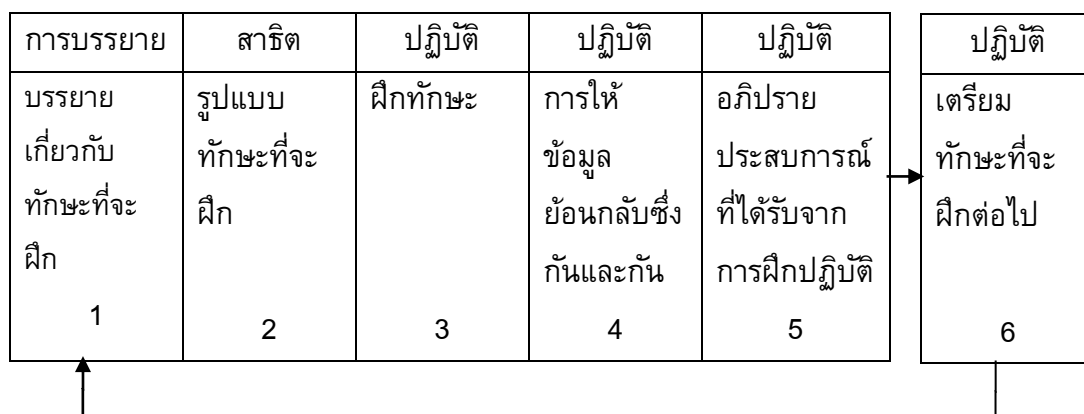 การบรรยาย
บรรยาย
เกี่ยวกับ
ทักษะที่จะ
ฝึก
1
สาธิต
รูปแบบ
ทักษะที่จะ
ฝึก
2
ปฏิบัติ
ฝึกทักษะ
3
ปฏิบัติ
การให้
ข้อมูล
ย้อนกลับซึ่ง
กันและกัน
4
ปฏิบัติ
อภิปราย
ประสบการณ์
ที่ได้รับจาก
การฝึกปฏิบัติ
5
ปฏิบัติ
เตรียม
ทักษะที่จะ
ฝึกต่อไป
6